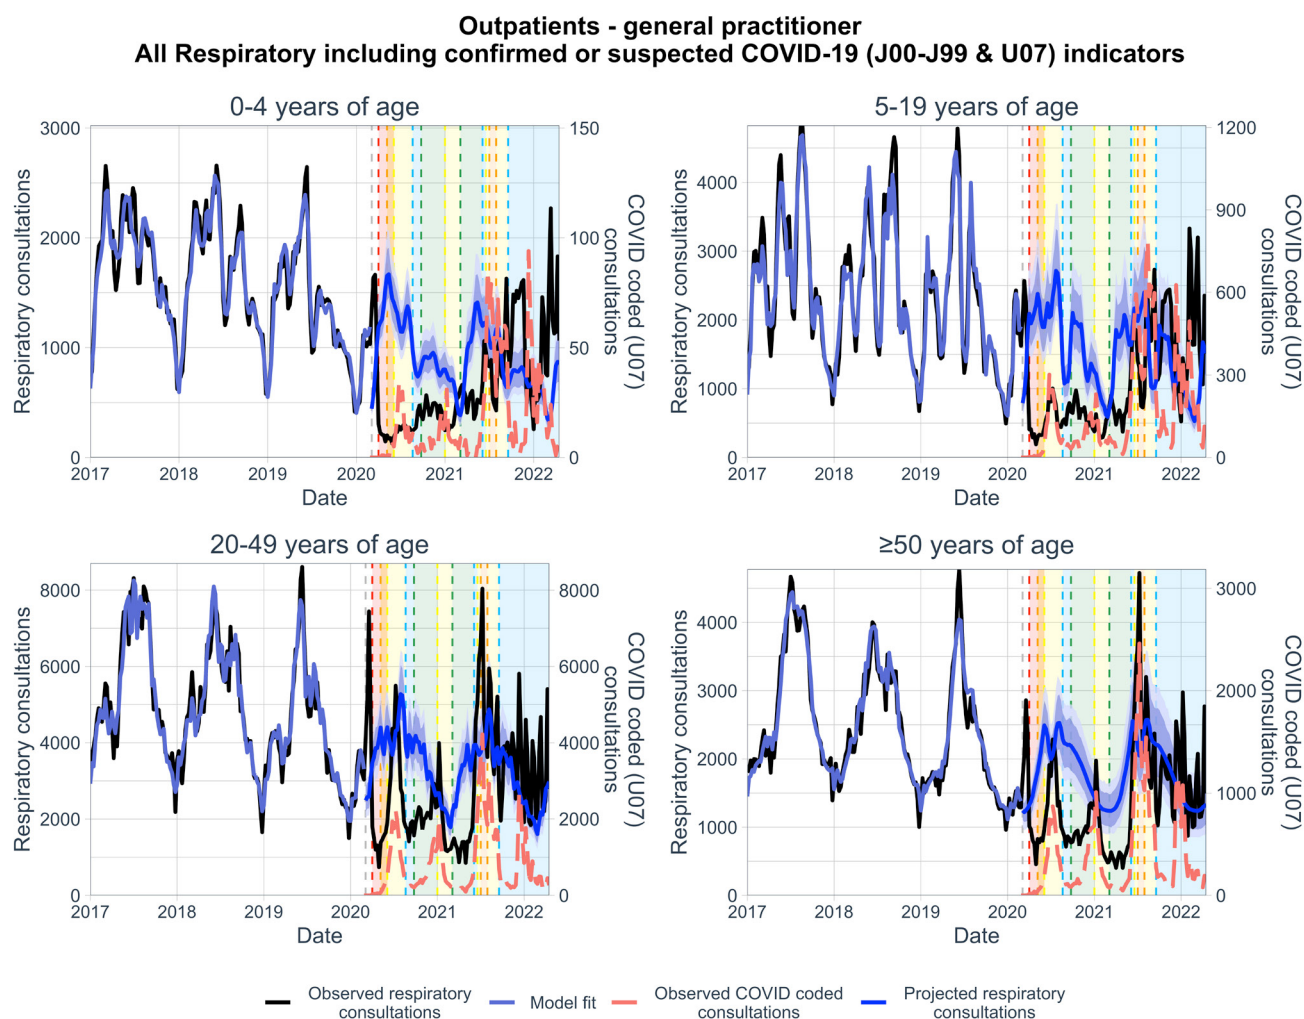 Outpatients - general practitioner
All Respiratory including confirmed or suspected COVID-19 (J00-J99 & U07) indicators
0-4 years of age
Respiratory consultations
3000
2000
1000
0
150
100
50
0
COVID coded (U07)
consultations
2017 2018 2019 2020 2021 2022
Date
5-19 years of age
Respiratory consultations
4000
3000
2000
1000
0
1200
900
600
300
0
COVID coded (U07)
consultations
2017 2018 2019 2020 2021 2022
Date
20-49 years of age
Respiratory consultations
8000
6000
4000
2000
0
8000
6000
4000
2000
0
COVID coded (U07)
consultations
2017 2018 2019 2020 2021 2022
Date
≥50 years of age
Respiratory consultations
4000
3000
2000
1000
0
3000
2000
1000
0
COVID coded (U07)
consultations
2017 2018 2019 2020 2021 2022
Date
Observed respiratory
consultations
Model fit
Observed COVID coded
consultations
Projected respiratory
consultations